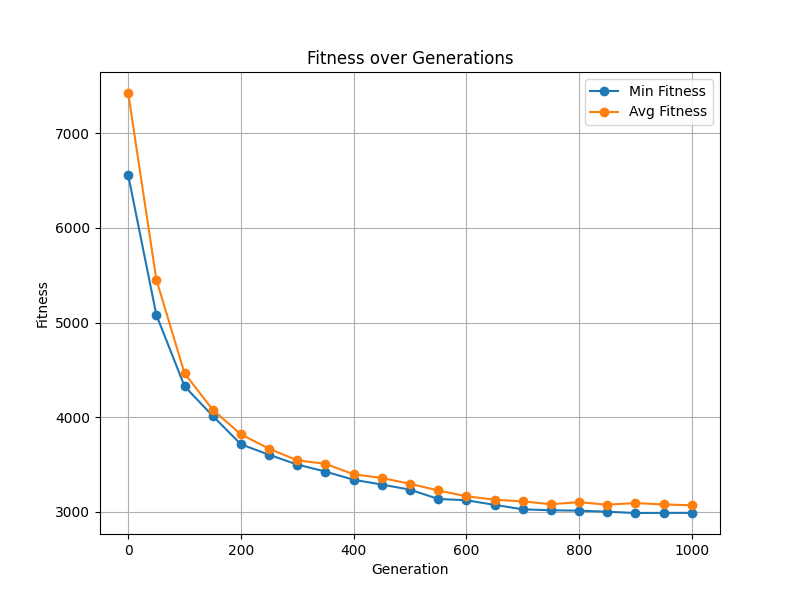 Fitness over Generations
Min Fitness
Avg Fitness
7000
6000
5000
4000
3000
Fitness
0 200 400 600 800 1000
Generation